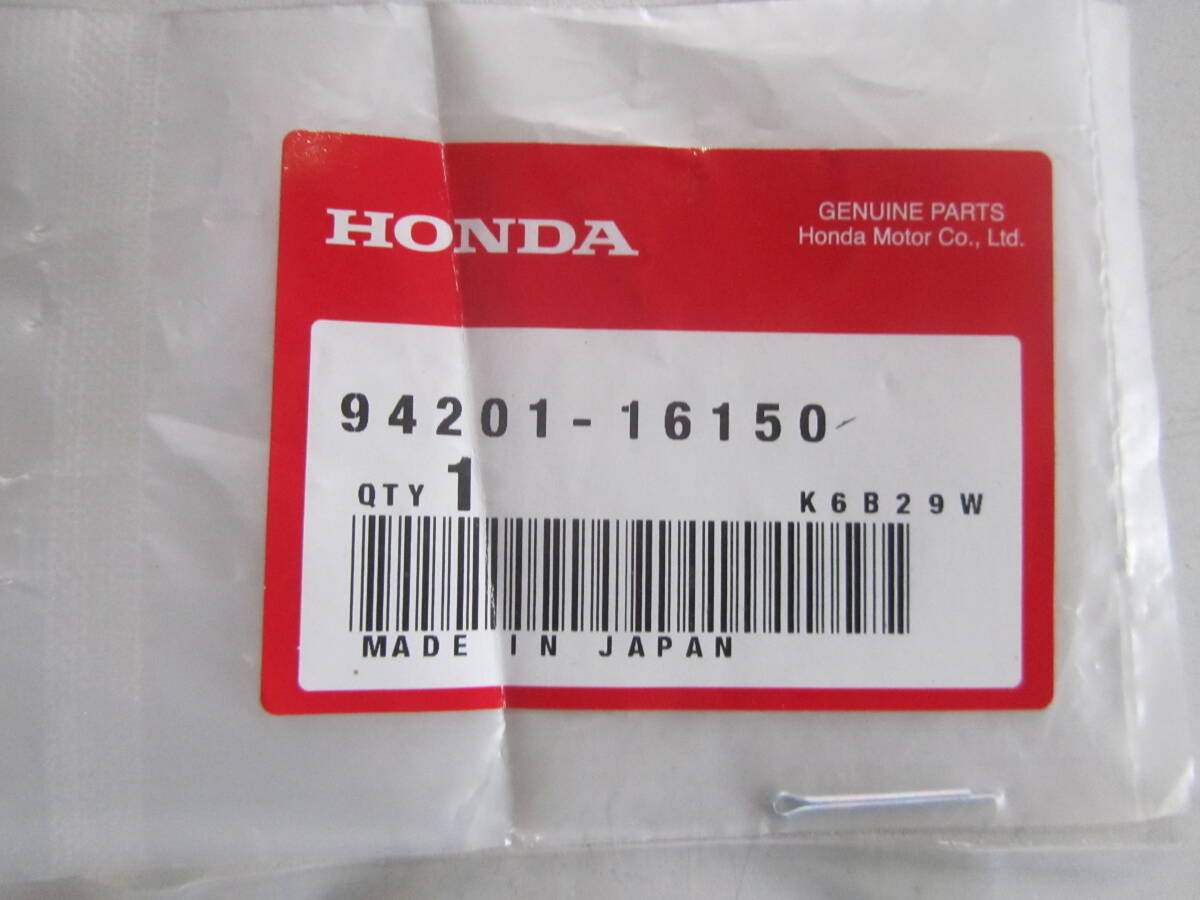 HONDA
GENUINE PARTS
Honda Motor Co., Ltd.
94201-16150
QTY 1
K6B29W
MADE IN JAPAN